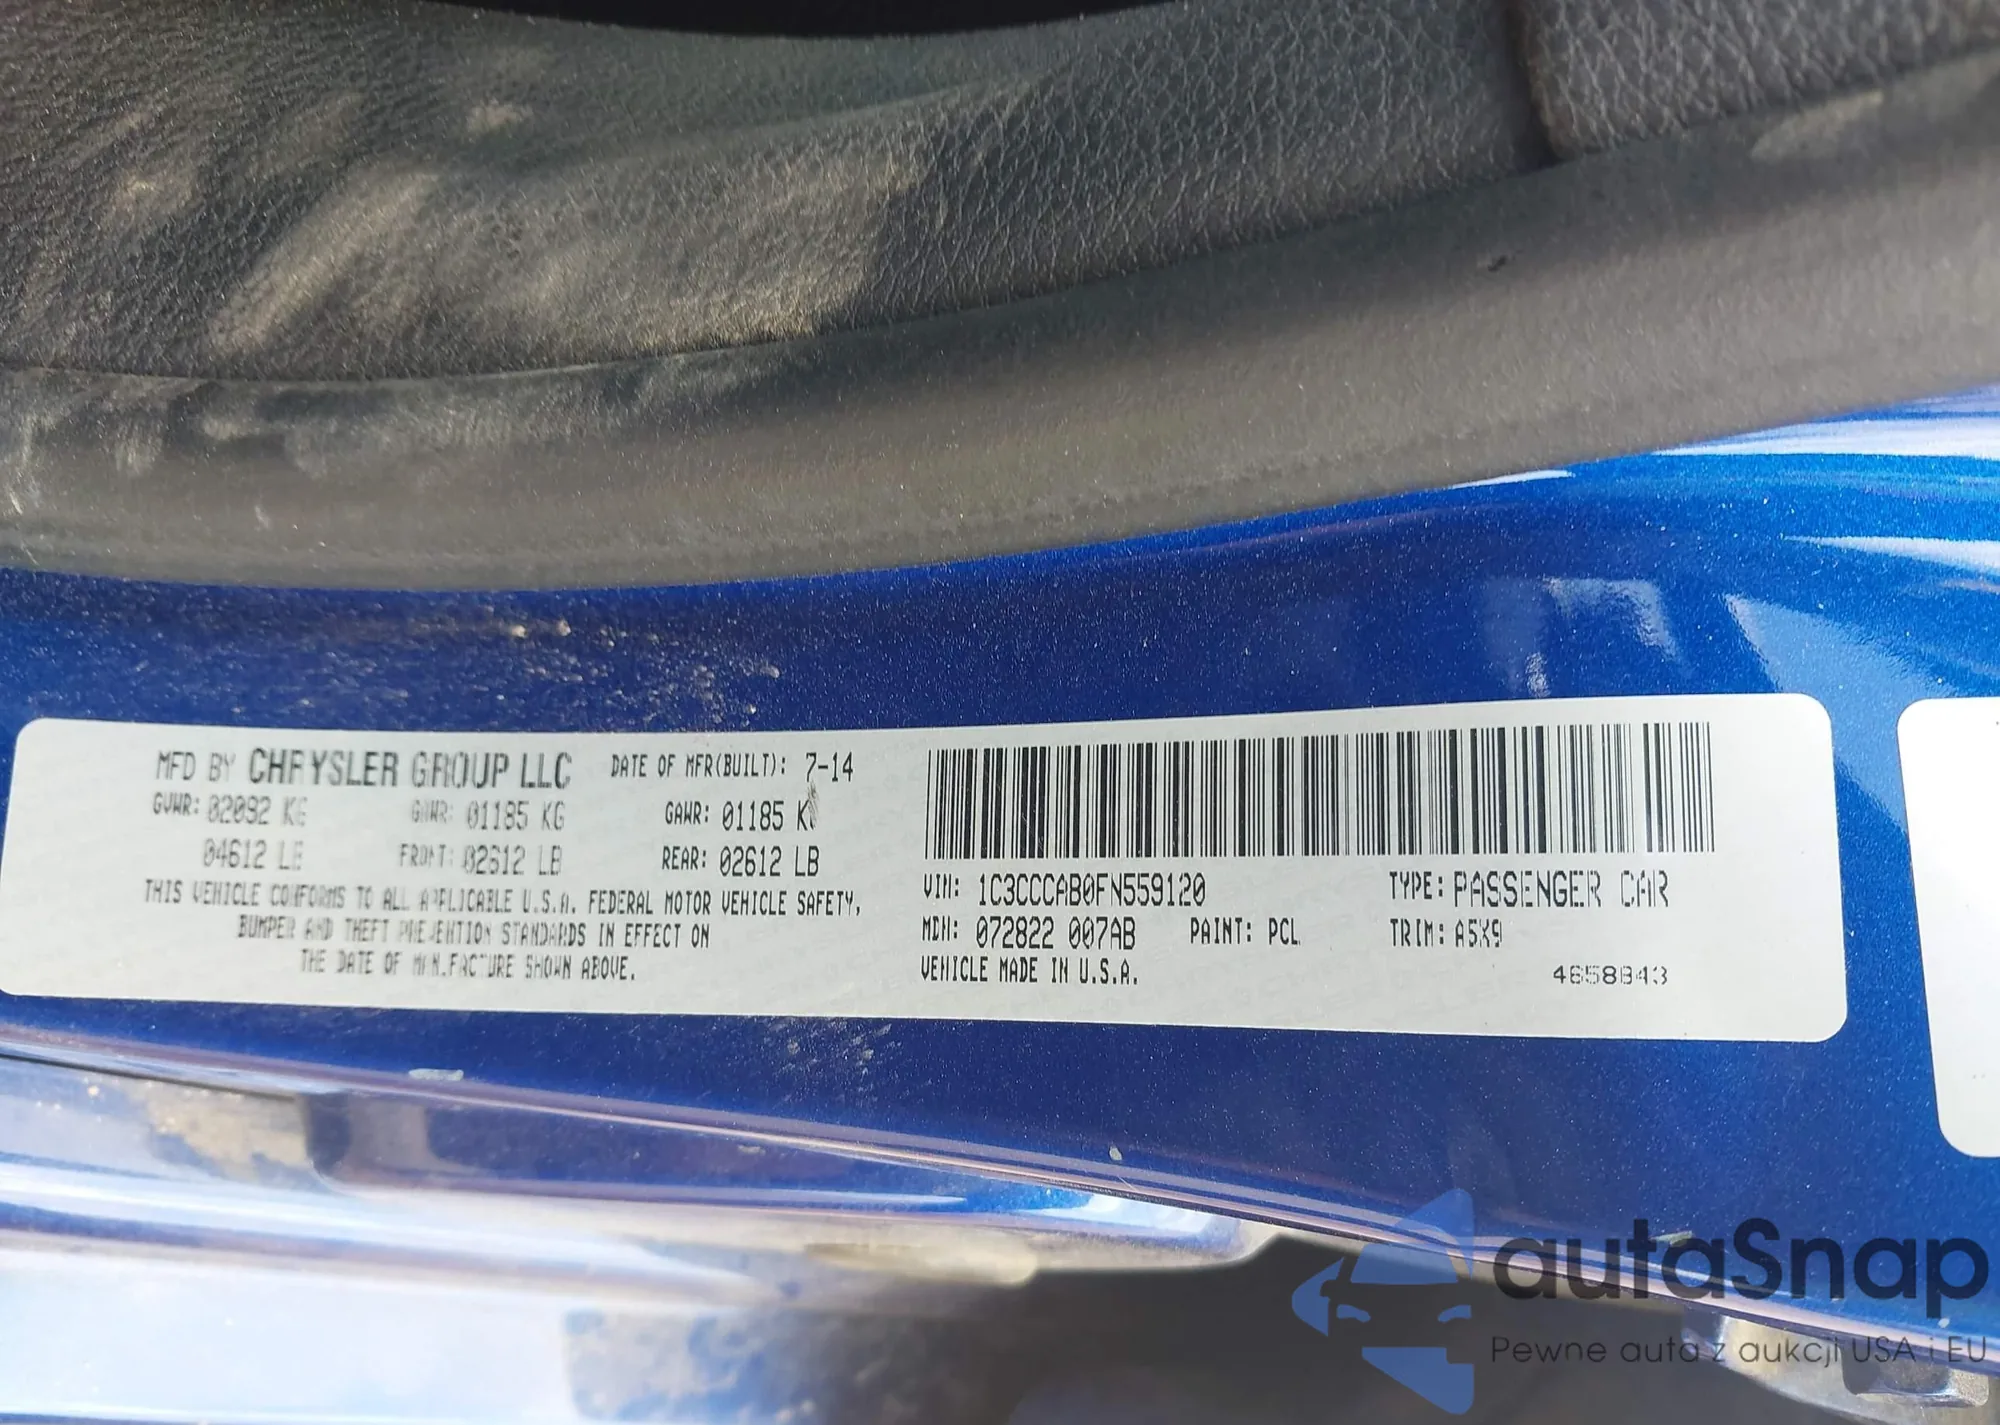 MFD BY CHRYSLER GROUP LLC DATE OF MFR(BUILT): 7-14
GVWR: 02092 KG GAWR: 01185 KG GAWR: 01185 KG
04612 LB FRONT: 02612 LB REAR: 02612 LB
THIS VEHICLE CONFORMS TO ALL APPLICABLE U.S.A. FEDERAL MOTOR VEHICLE SAFETY,
BUMPER AND THEFT PREVENTION STANDARDS IN EFFECT ON
THE DATE OF MANUFACTURE SHOWN ABOVE.
VIN: 1C3CCCAB0FN559120 TYPE: PASSENGER CAR
MDH: 072822 007AB PAINT: PCL TRIM: A5X9
VEHICLE MADE IN U.S.A.
4658843
autaSnap
Pewne auta z aukcji USA i EU